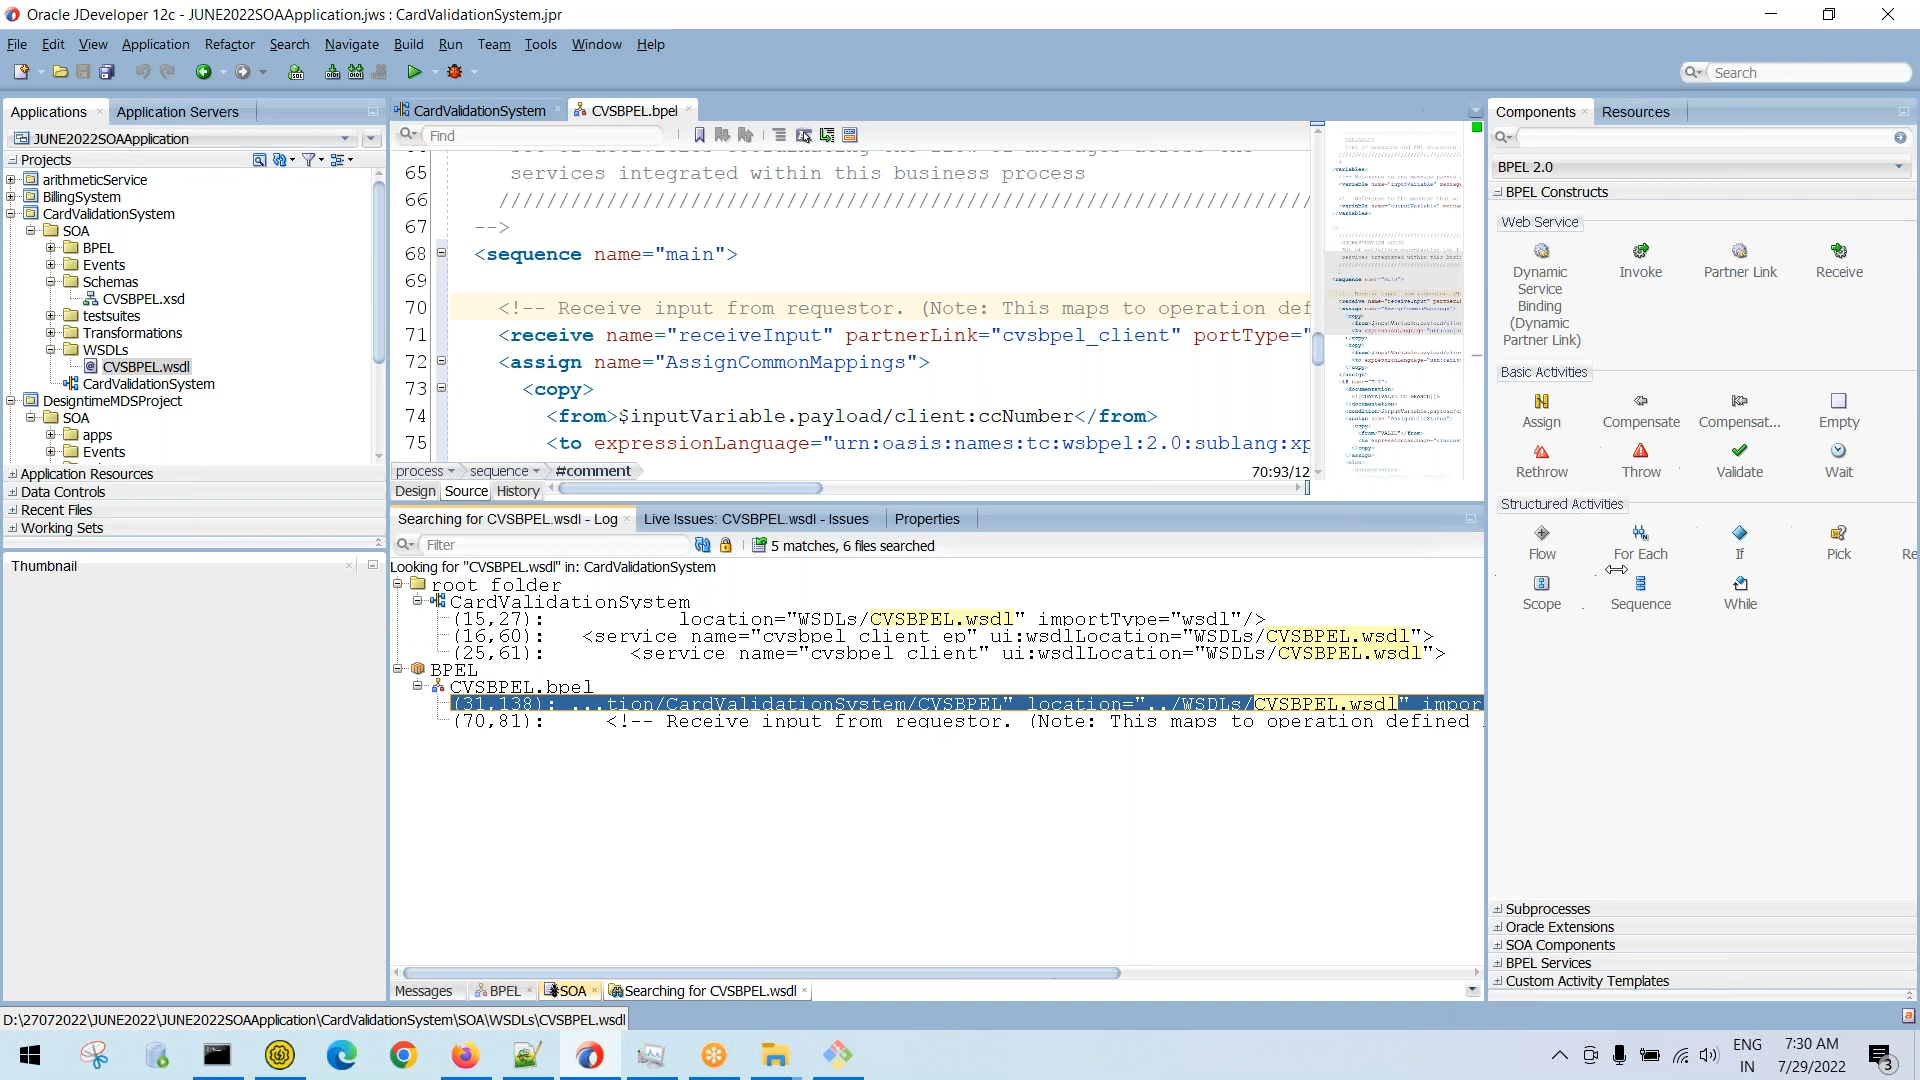 Oracle JDeveloper 12c - JUNE2022SOAApplication.jws : CardValidationSystem.jpr
File Edit View Application Refactor Search Navigate Build Run Team Tools Window Help
Search
Applications Application Servers
JUNE2022SOAApplication
Projects
arithmeticService
BillingSystem
CardValidationSystem
SOA
BPEL
Events
Schemas
CVSBPEL.xsd
testsuites
Transformations
WSDLs
CVSBPEL.wsdl
CardValidationSystem
DesigntimeMDSProject
SOA
apps
Events
Application Resources
Data Controls
Recent Files
Working Sets
Thumbnail
CardValidationSystem CVSBPEL.bpel
Find
65 services integrated within this business process
66 ////////////////////////////////////////////////////////////////////
67 -->
68 <sequence name="main">
69
70 <!-- Receive input from requestor. (Note: This maps to operation def
71 <receive name="receiveInput" partnerLink="cvsbpel_client" portType="
72 <assign name="AssignCommonMappings">
73 <copy>
74 <from>$inputVariable.payload/client:ccNumber</from>
75 <to expressionLanguage="urn:oasis:names:tc:wsbpel:2.0:sublang:xp
process sequence #comment 70:93/12
Design Source History
Searching for CVSBPEL.wsdl - Log Live Issues: CVSBPEL.wsdl - Issues Properties
Filter 5 matches, 6 files searched
Looking for "CVSBPEL.wsdl" in: CardValidationSystem
root folder
CardValidationSystem
(15,27): location="WSDLs/CVSBPEL.wsdl" importType="wsdl"/>
(16,60): <service name="cvsbpel_client_ep" ui:wsdlLocation="WSDLs/CVSBPEL.wsdl">
(25,61): <service name="cvsbpel_client" ui:wsdlLocation="WSDLs/CVSBPEL.wsdl">
BPEL
CVSBPEL.bpel
(31,138): ...tion/CardValidationSystem/CVSBPEL" location="../WSDLs/CVSBPEL.wsdl" impor
(70,81): <!-- Receive input from requestor. (Note: This maps to operation defined
Messages BPEL SOA Searching for CVSBPEL.wsdl
Components Resources
BPEL 2.0
BPEL Constructs
Web Service
Dynamic Service Binding (Dynamic Partner Link)
Invoke
Partner Link
Receive
Basic Activities
Assign Compensate Compensat... Empty
Rethrow Throw Validate Wait
Structured Activities
Flow For Each If Pick Re
Scope Sequence While
Subprocesses
Oracle Extensions
SOA Components
BPEL Services
Custom Activity Templates
D:\27072022\JUNE2022\JUNE2022SOAApplication\CardValidationSystem\SOA\WSDLs\CVSBPEL.wsdl
ENG
IN
7:30 AM
7/29/2022
3